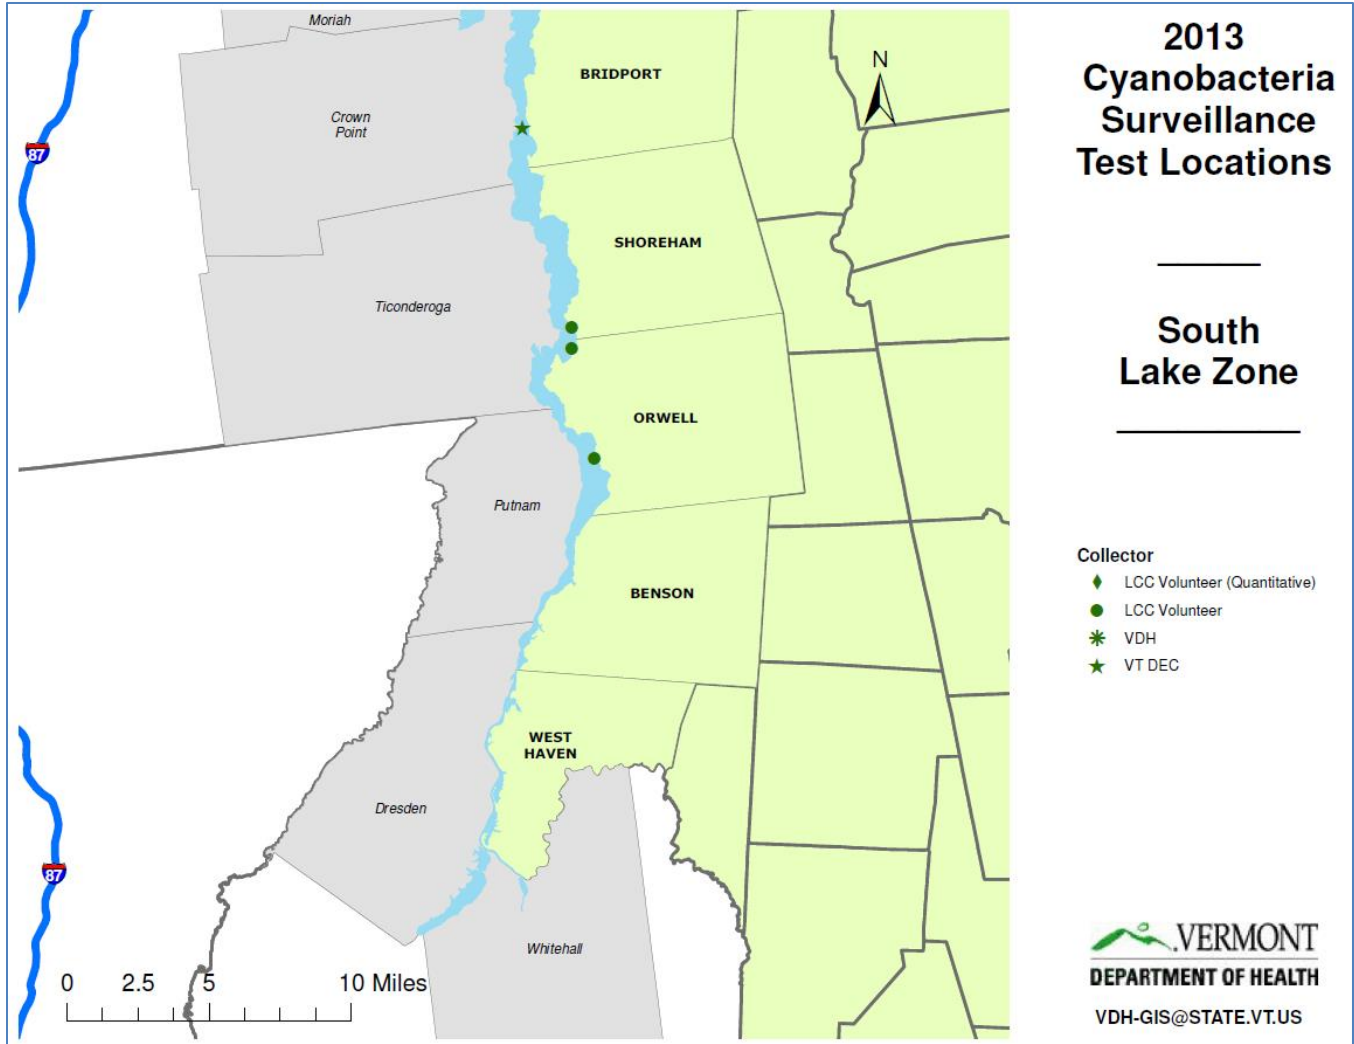 2013
Cyanobacteria
Surveillance
Test Locations
South
Lake Zone
Moriah
BRIDPORT
N
Crown
Point
87
SHOREHAM
Ticonderoga
ORWELL
Putnam
BENSON
WEST
HAVEN
Dresden
87
Whitehall
0 2.5 5 10 Miles
Collector
LCC Volunteer (Quantitative)
LCC Volunteer
VDH
VT DEC
VERMONT
DEPARTMENT OF HEALTH
VDH-GIS@STATE.VT.US